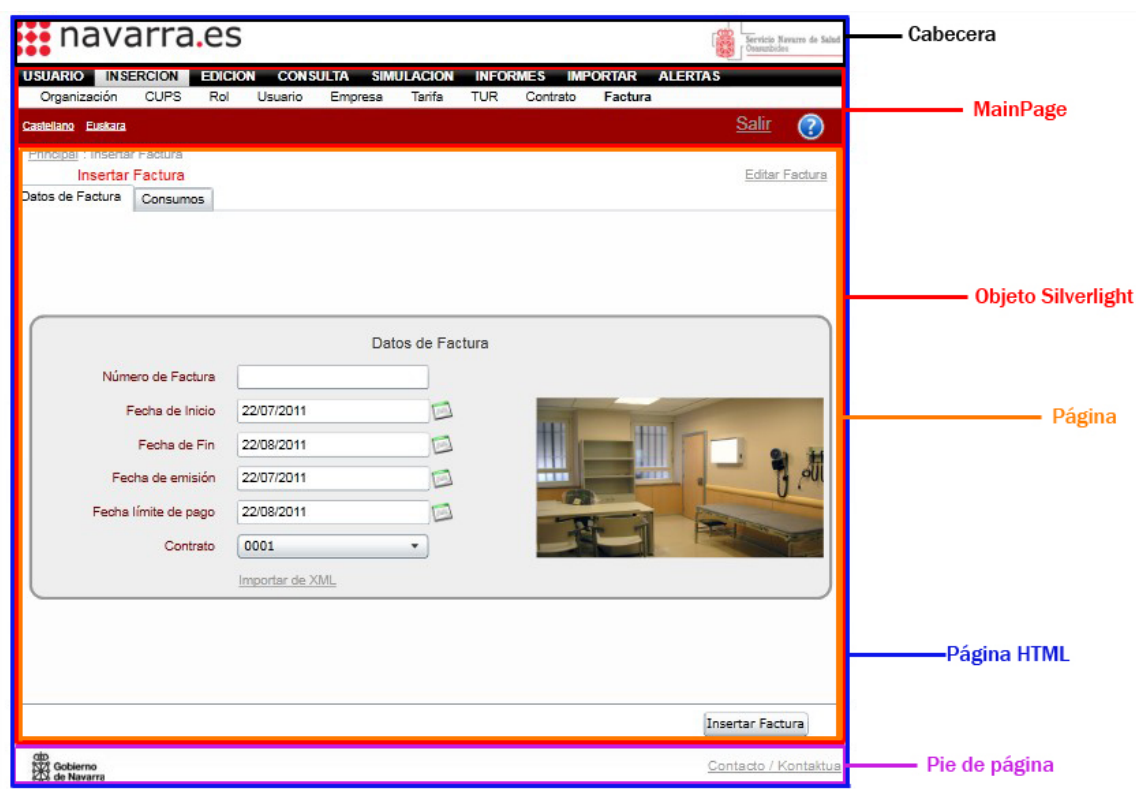 navarra.es
Servicio Navarro de Salud
Osasunbidea
Cabecera
USUARIO INSERCION EDICION CONSULTA SIMULACION INFORMES IMPORTAR ALERTAS
Organización CUPS Rol Usuario Empresa Tarifa TUR Contrato Factura
MainPage
Castellano Euskara
Salir ?
Principal : Insertar Factura
Insertar Factura
Editar Factura
Datos de Factura Consumos
Objeto Silverlight
Datos de Factura
Número de Factura
Fecha de Inicio 22/07/2011
Página
Fecha de Fin 22/08/2011
Fecha de emisión 22/07/2011
Fecha límite de pago 22/08/2011
Contrato 0001
Importar de XML
Página HTML
Insertar Factura
Gobierno
de Navarra
Contacto / Kontaktua
Pie de página